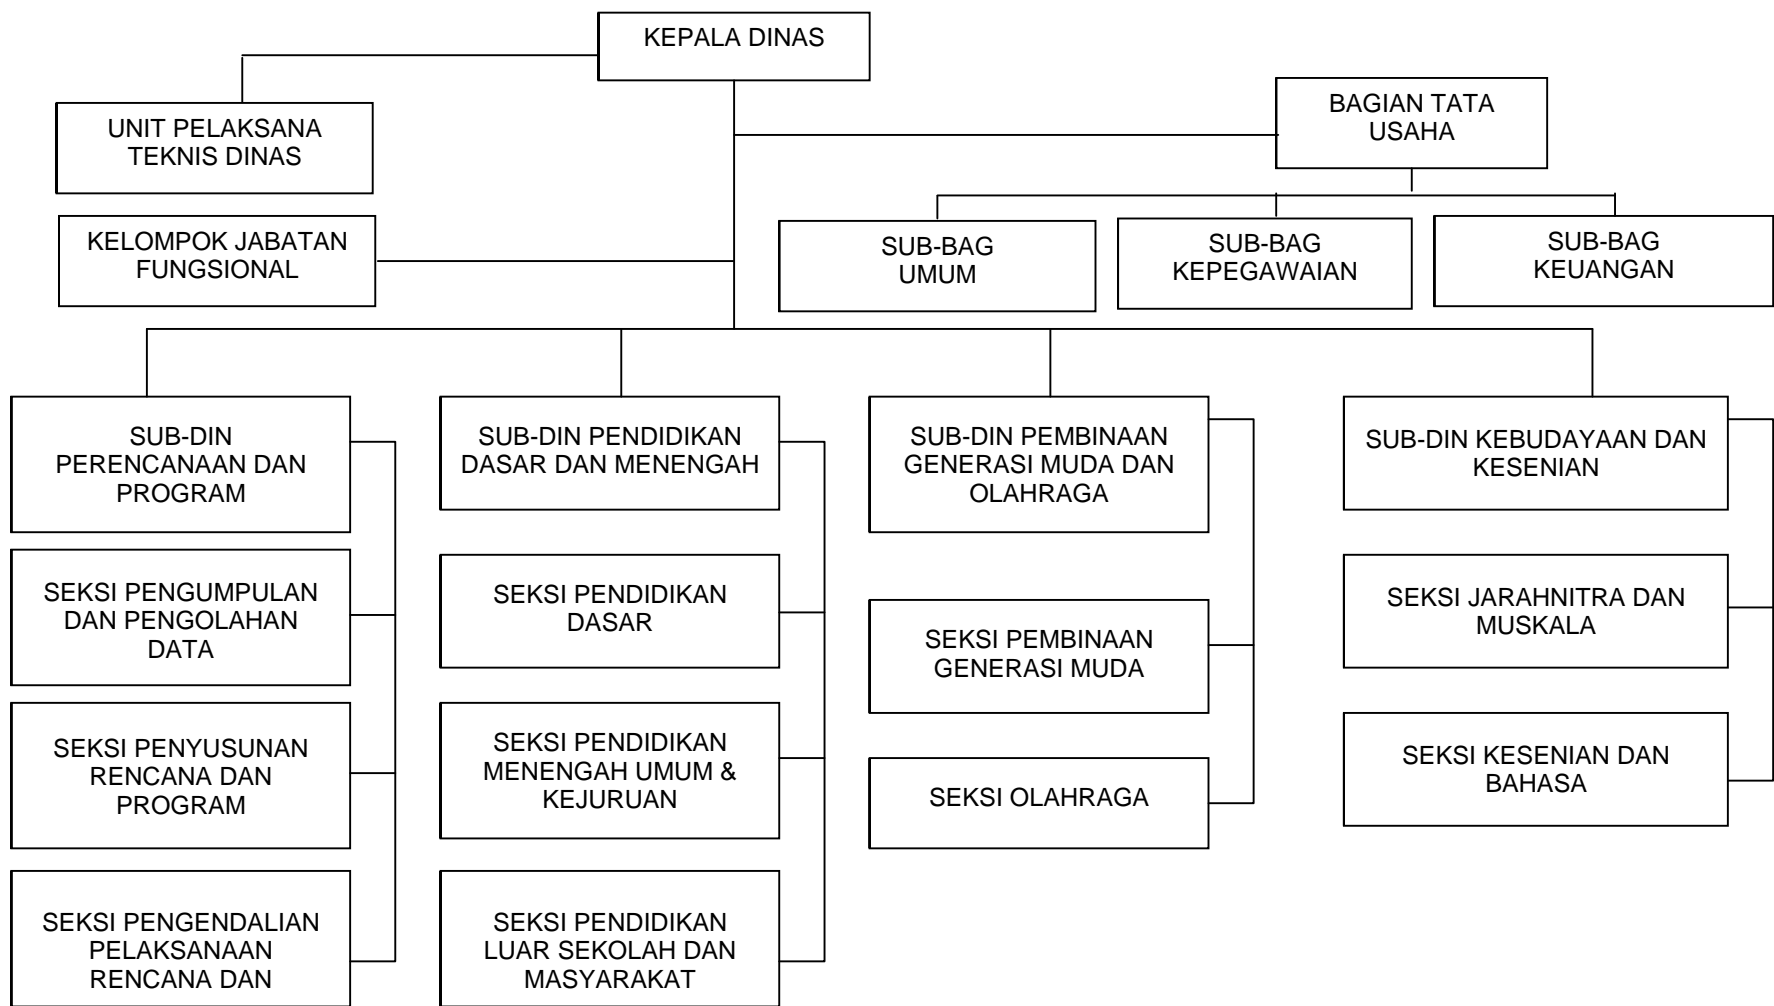 KEPALA DINAS
UNIT PELAKSANA
TEKNIS DINAS
BAGIAN TATA
USAHA
KELOMPOK JABATAN
FUNGSIONAL
SUB-BAG
UMUM
SUB-BAG
KEPEGAWAIAN
SUB-BAG
KEUANGAN
SUB-DIN
PERENCANAAN DAN
PROGRAM
SEKSI PENGUMPULAN
DAN PENGOLAHAN
DATA
SEKSI PENYUSUNAN
RENCANA DAN
PROGRAM
SEKSI PENGENDALIAN
PELAKSANAAN
RENCANA DAN
SUB-DIN PENDIDIKAN
DASAR DAN MENENGAH
SEKSI PENDIDIKAN
DASAR
SEKSI PENDIDIKAN
MENENGAH UMUM &
KEJURUAN
SEKSI PENDIDIKAN
LUAR SEKOLAH DAN
MASYARAKAT
SUB-DIN PEMBINAAN
GENERASI MUDA DAN
OLAHRAGA
SEKSI PEMBINAAN
GENERASI MUDA
SEKSI OLAHRAGA
SUB-DIN KEBUDAYAAN DAN
KESENIAN
SEKSI JARAHNITRA DAN
MUSKALA
SEKSI KESENIAN DAN
BAHASA